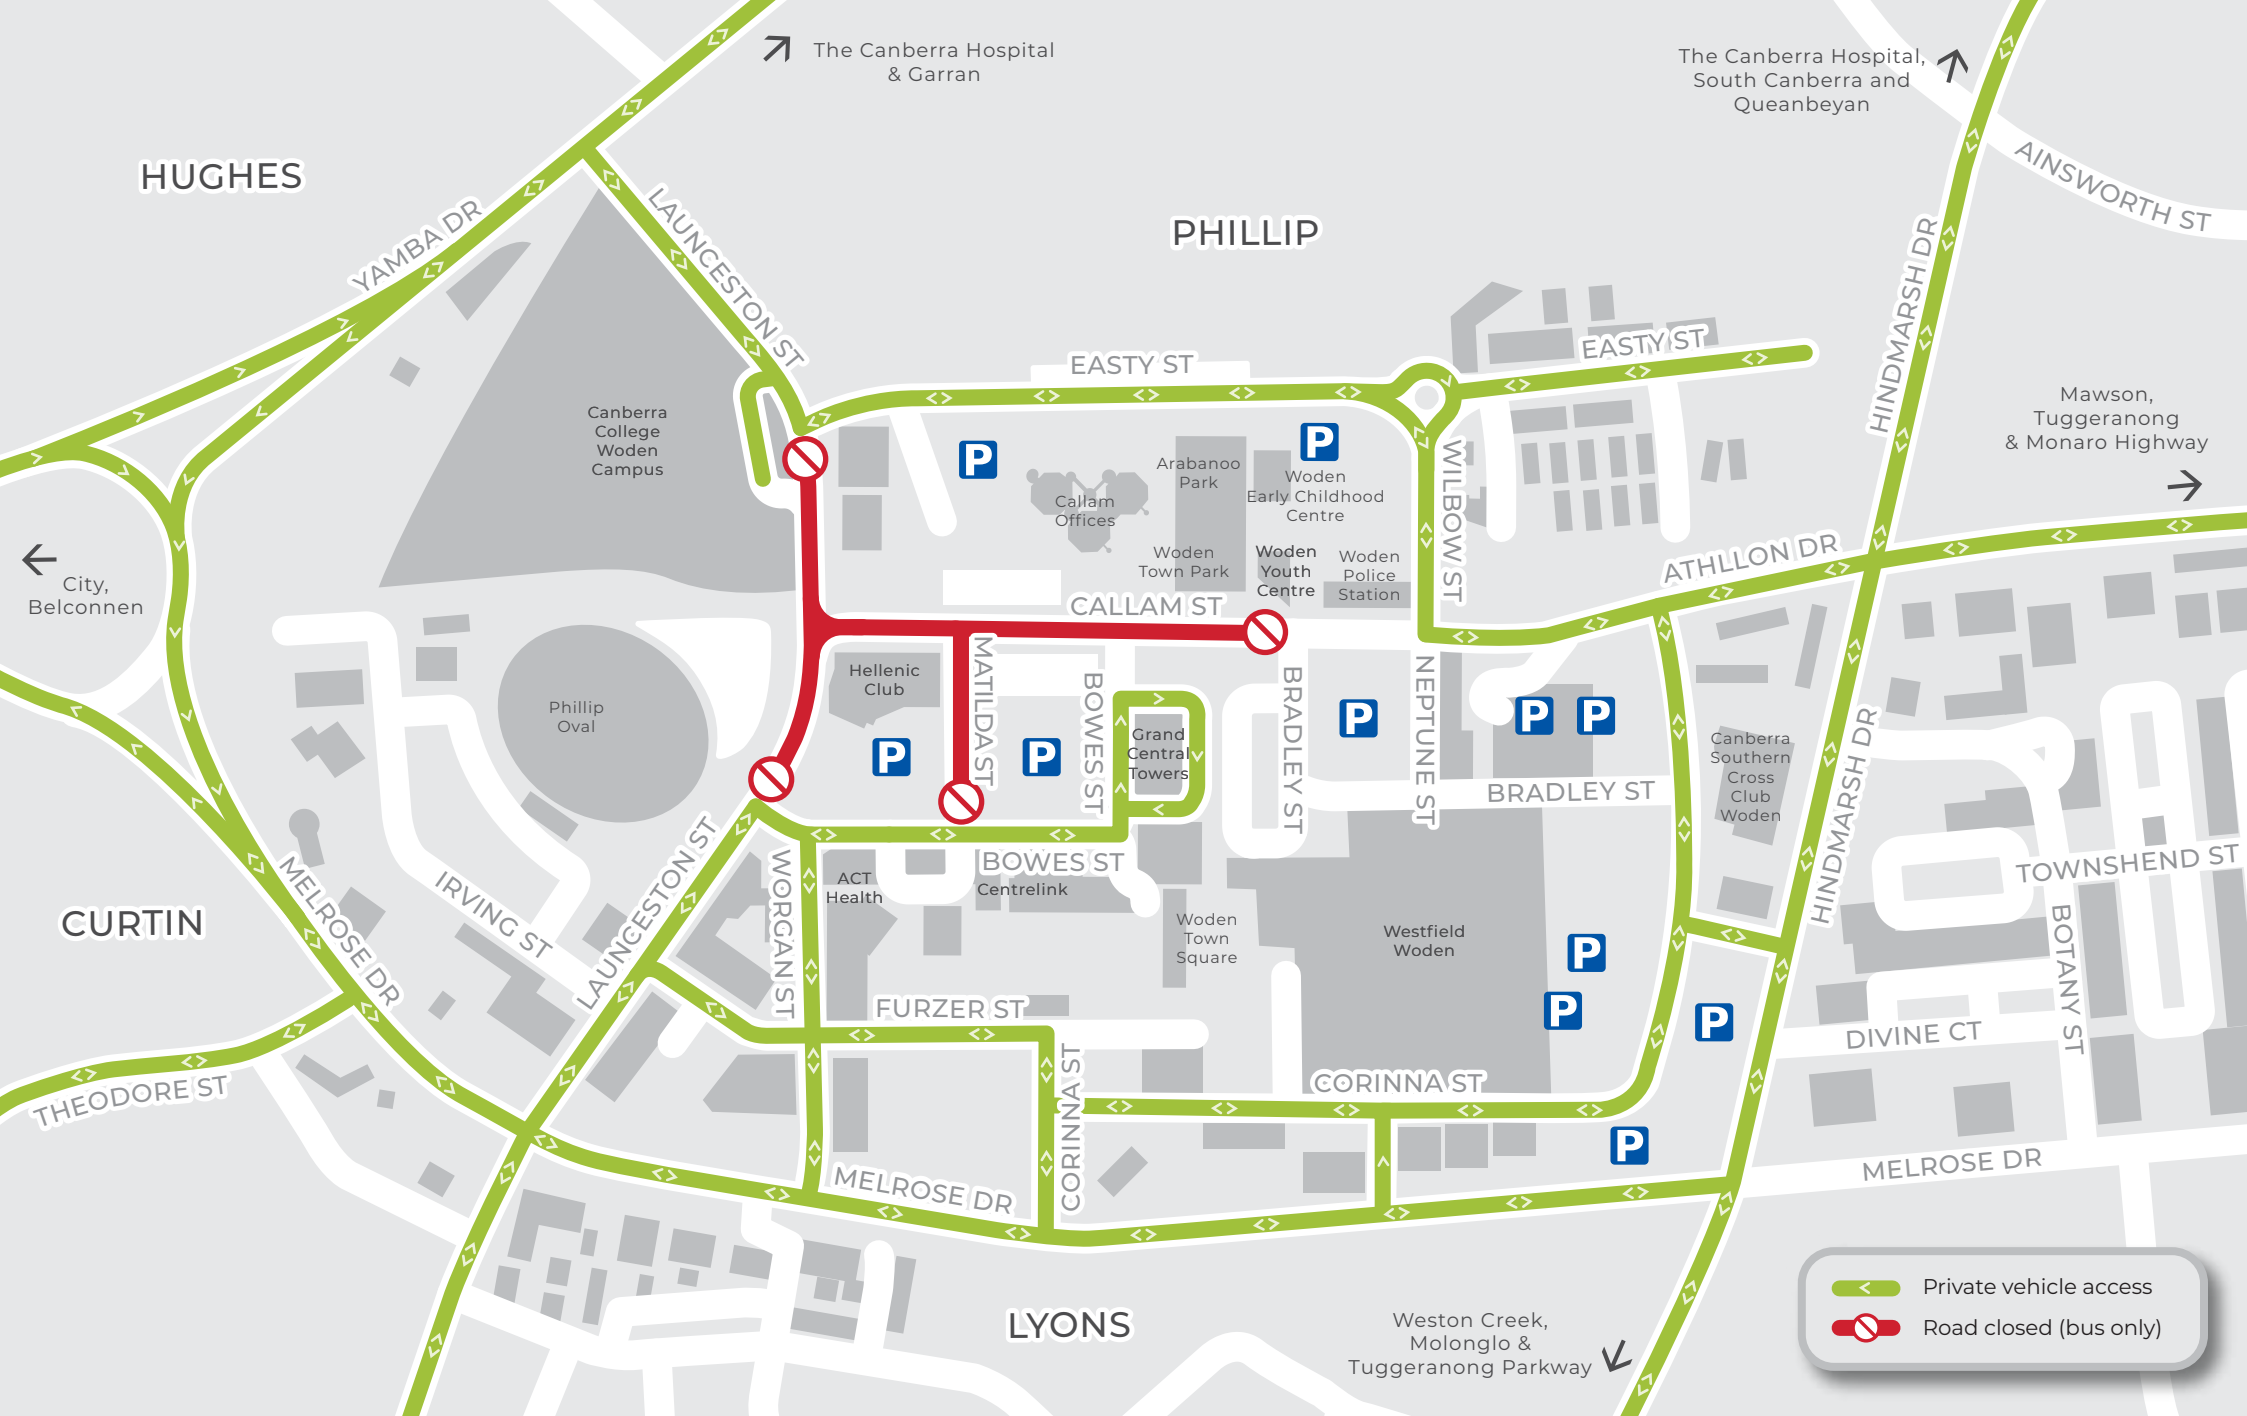 The Canberra Hospital
& Garran
The Canberra Hospital,
South Canberra and
Queanbeyan
AINSWORTH ST
HUGHES
YAMBA DR
LAUNCESTON ST
PHILLIP
HINDMARSH DR
EASTY ST
EASTY ST
Mawson,
Tuggeranong
& Monaro Highway
Canberra
College
Woden
Campus
P
P
Arabanoo
Park
Callam
Offices
Woden
Early Childhood
Centre
WILBOW ST
Woden
Town Park
Woden
Youth
Centre
Woden
Police
Station
ATHLLON DR
City,
Belconnen
CALLAM ST
Hellenic
Club
MATILDA ST
BOWES ST
BRADLEY ST
NEPTUNE ST
Phillip
Oval
P
P
P
P
P
Grand
Central
Towers
Canberra
Southern
Cross
Club
Woden
HINDMARSH DR
BRADLEY ST
CURTIN
MELROSE DR
IRVING ST
LAUNCESTON ST
WORGAN ST
ACT
Health
BOWES ST
Centrelink
Woden
Town
Square
Westfield
Woden
P
P
P
TOWNSHEND ST
BOTANY ST
DIVINE CT
FURZER ST
CORINNA ST
CORINNA ST
THEODORE ST
P
MELROSE DR
MELROSE DR
LYONS
Weston Creek,
Molonglo &
Tuggeranong Parkway
Private vehicle access
Road closed (bus only)